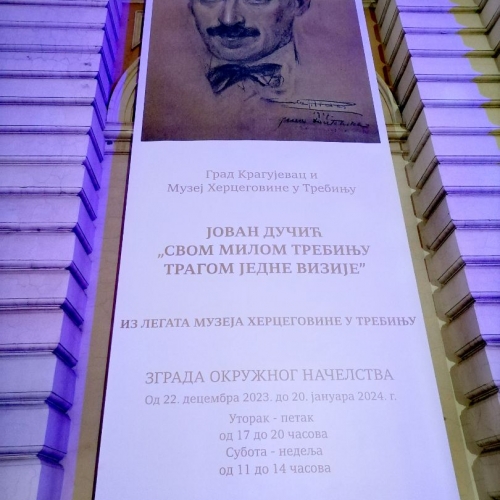 Град Крагујевац и
Музеј Херцеговине у Требињу
ЈОВАН ДУЧИЋ
„СВОМ МИЛОМ ТРЕБИЊУ
ТРАГОМ ЈЕДНЕ ВИЗИЈЕ”
ИЗ ЛЕГАТА МУЗЕЈА ХЕРЦЕГОВИНЕ У ТРЕБИЊУ
ЗГРАДА ОКРУЖНОГ НАЧЕЛСТВА
Од 22. децембра 2023. до 20. јануара 2024. г.
Уторак - петак
од 17 до 20 часова
Субота - недеља
од 11 до 14 часова